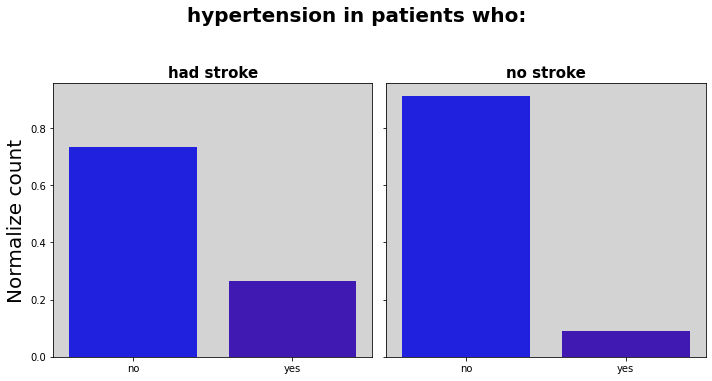 hypertension in patients who:
had stroke
no stroke
Normalize count
0.8
0.6
0.4
0.2
0.0
no
yes
no
yes